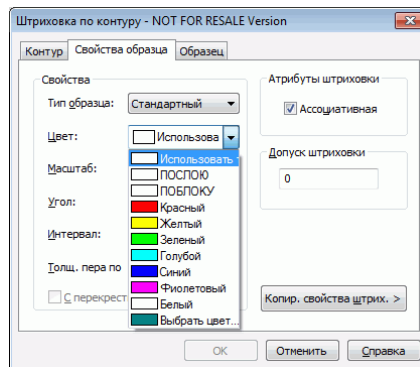 Штриховка по контуру - NOT FOR RESALE Version
Контур Свойства образца Образец
Свойства
Тип образца: Стандартный
Цвет: Использова
Использовать
ПОСЛОЮ
ПОБЛОКУ
Красный
Желтый
Зеленый
Голубой
Синий
Фиолетовый
Белый
Выбрать цвет...
Масштаб:
Угол:
Интервал:
Толщ. пера по
С перекрест
Атрибуты штриховки
Ассоциативная
Допуск штриховки
0
Копир. свойства штрих. >
OK Отменить Справка